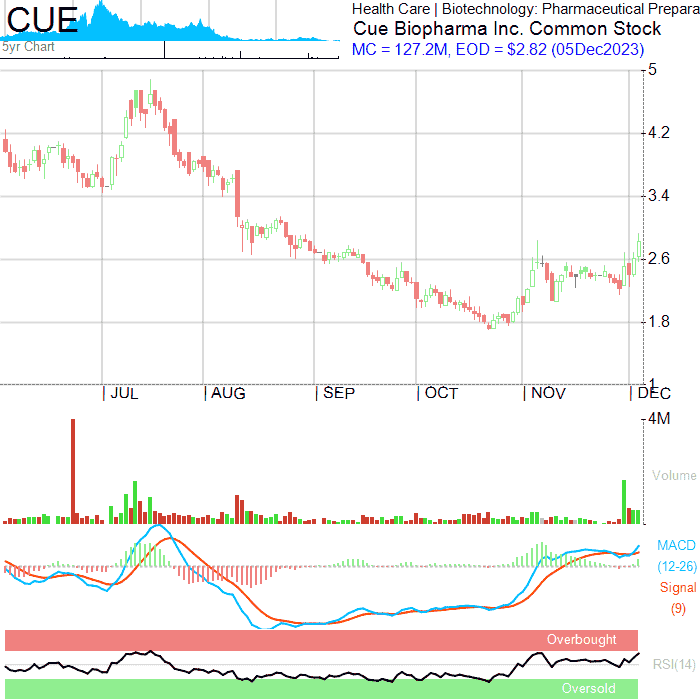 CUE
5yr Chart
Health Care | Biotechnology: Pharmaceutical Prepara
Cue Biopharma Inc. Common Stock
MC = 127.2M, EOD = $2.82 (05Dec2023)
5
4.2
3.4
2.6
1.8
1
| JUL | AUG | SEP | OCT | NOV | DEC
4M
Volume
MACD
(12-26)
Signal
(9)
Overbought
RSI(14)
Oversold